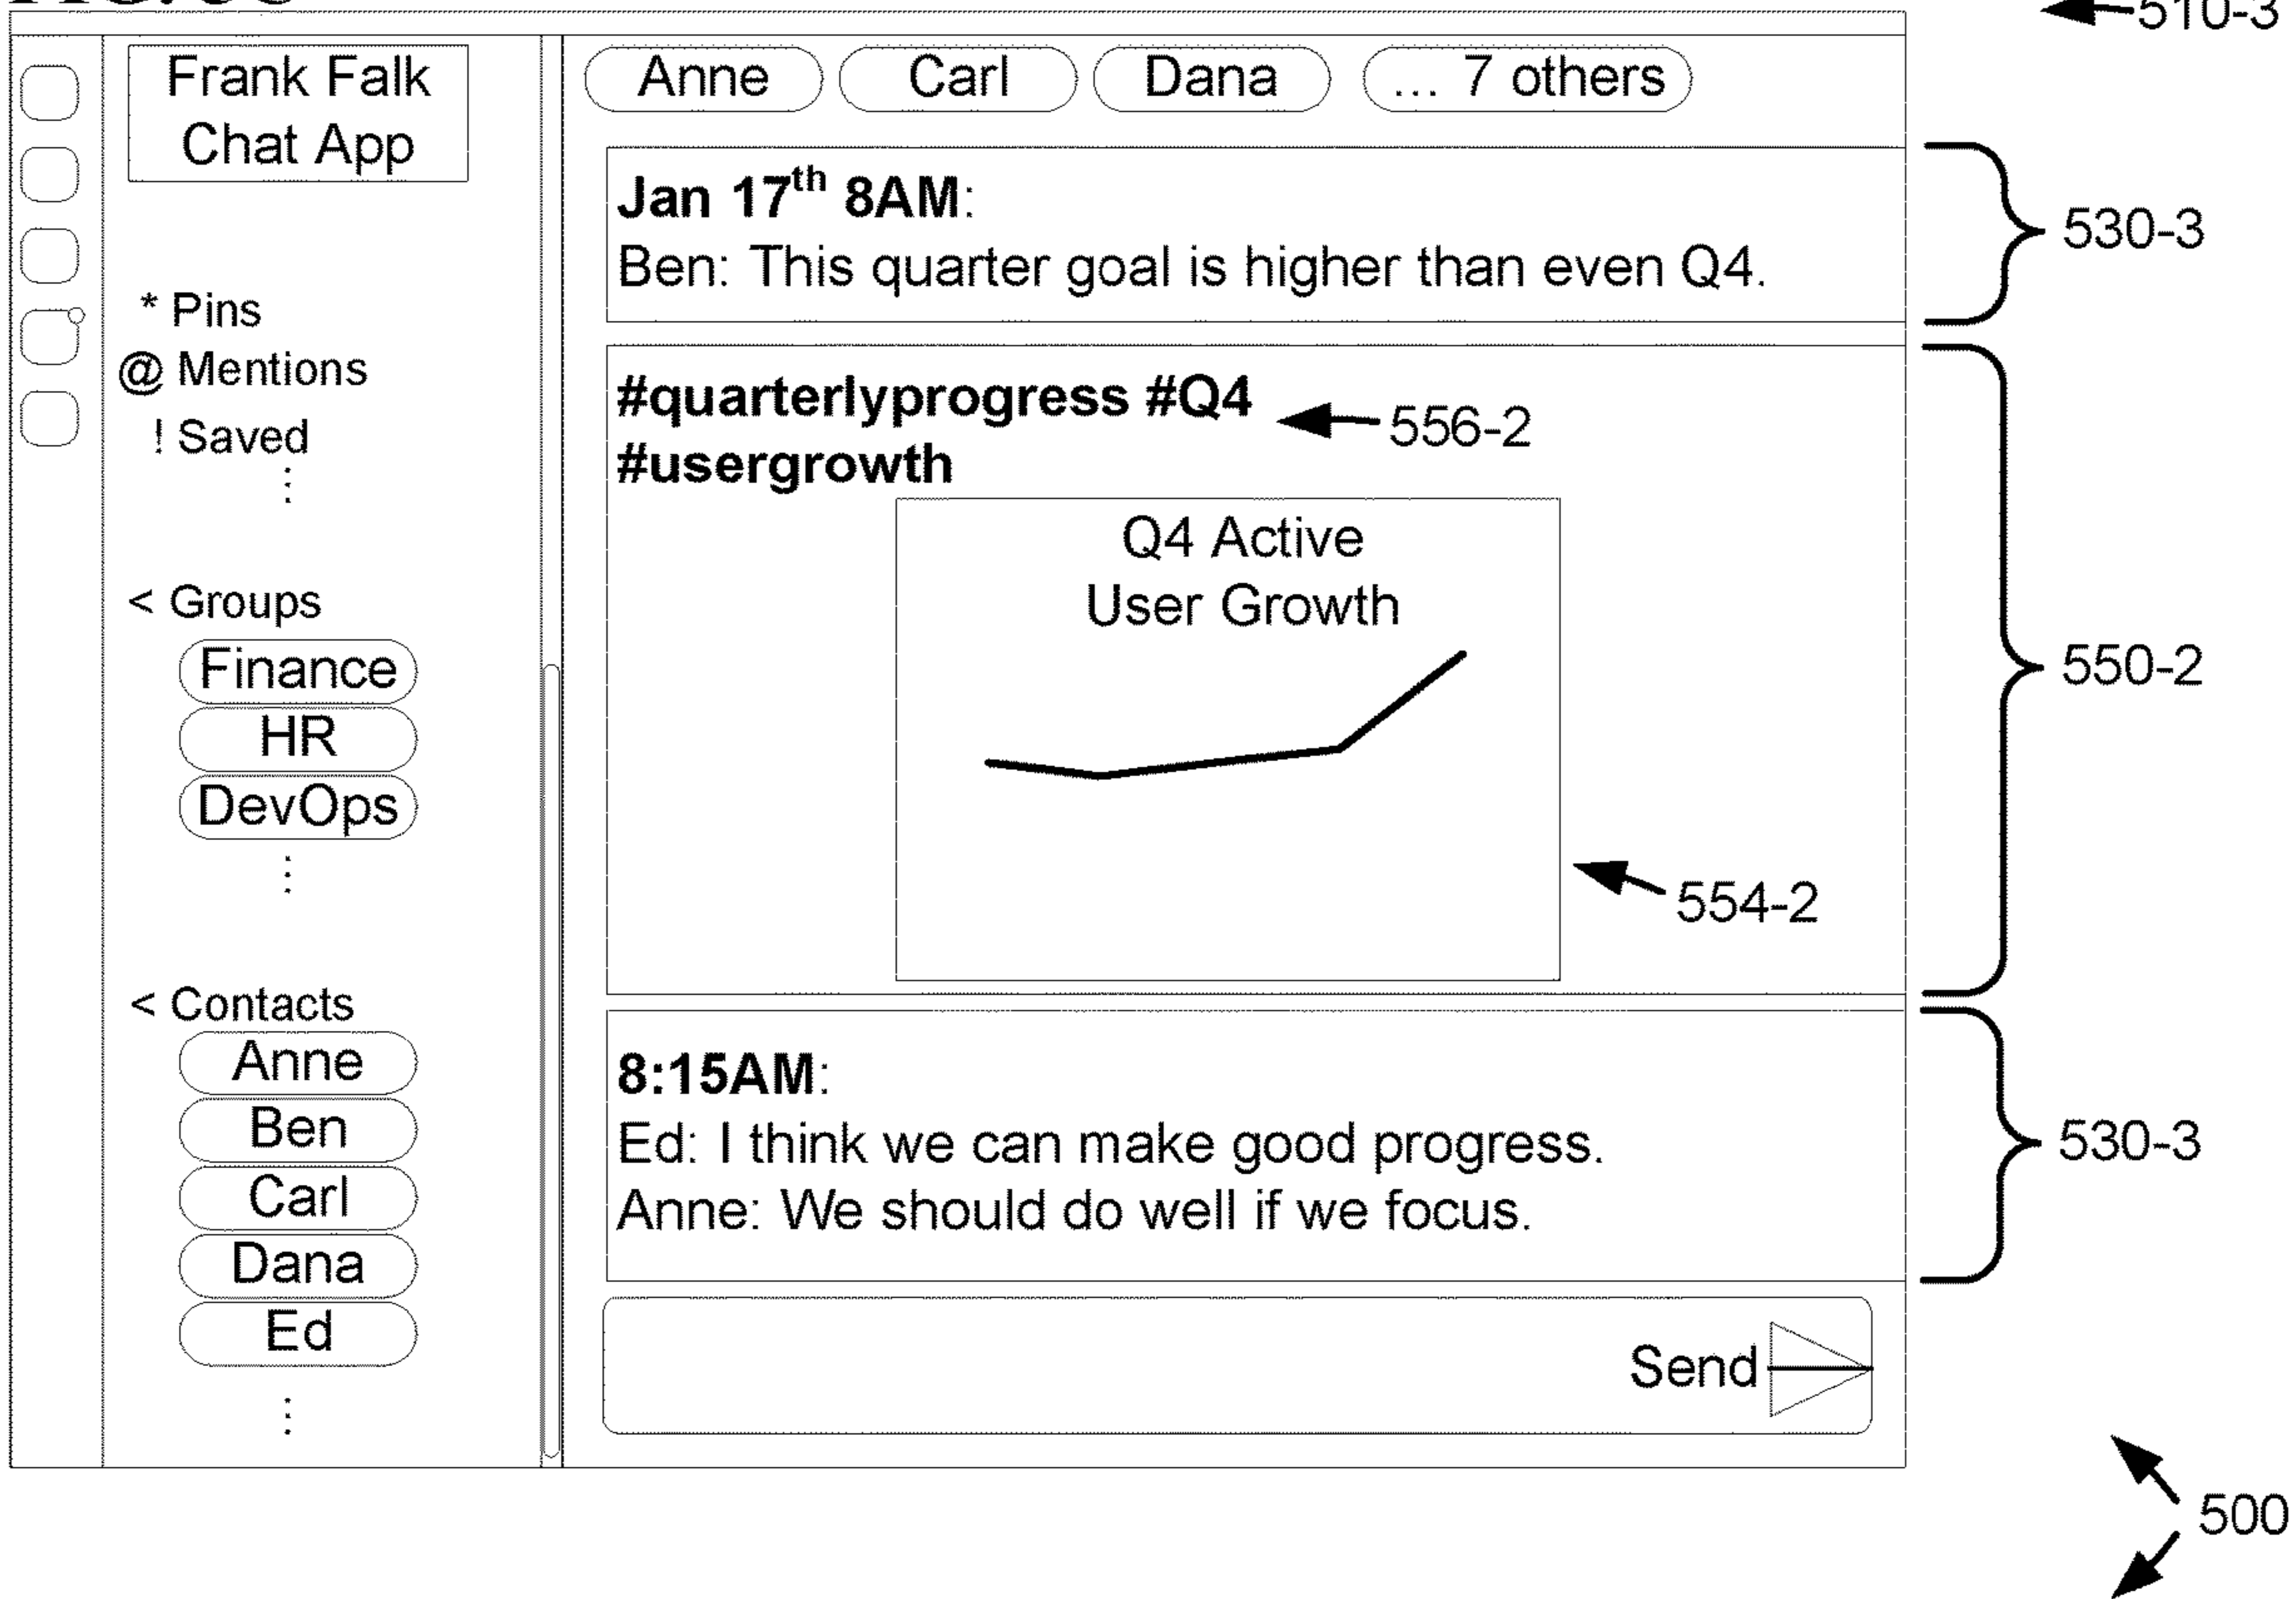 510-3
Frank Falk
Chat App
* Pins
@ Mentions
! Saved
⋮
< Groups
Finance
HR
DevOps
⋮
< Contacts
Anne
Ben
Carl
Dana
Ed
⋮
Anne Carl Dana ... 7 others
Jan 17th 8AM:
Ben: This quarter goal is higher than even Q4.
530-3
#quarterlyprogress #Q4
#usergrowth
556-2
Q4 Active
User Growth
550-2
554-2
8:15AM:
Ed: I think we can make good progress.
Anne: We should do well if we focus.
530-3
Send
500